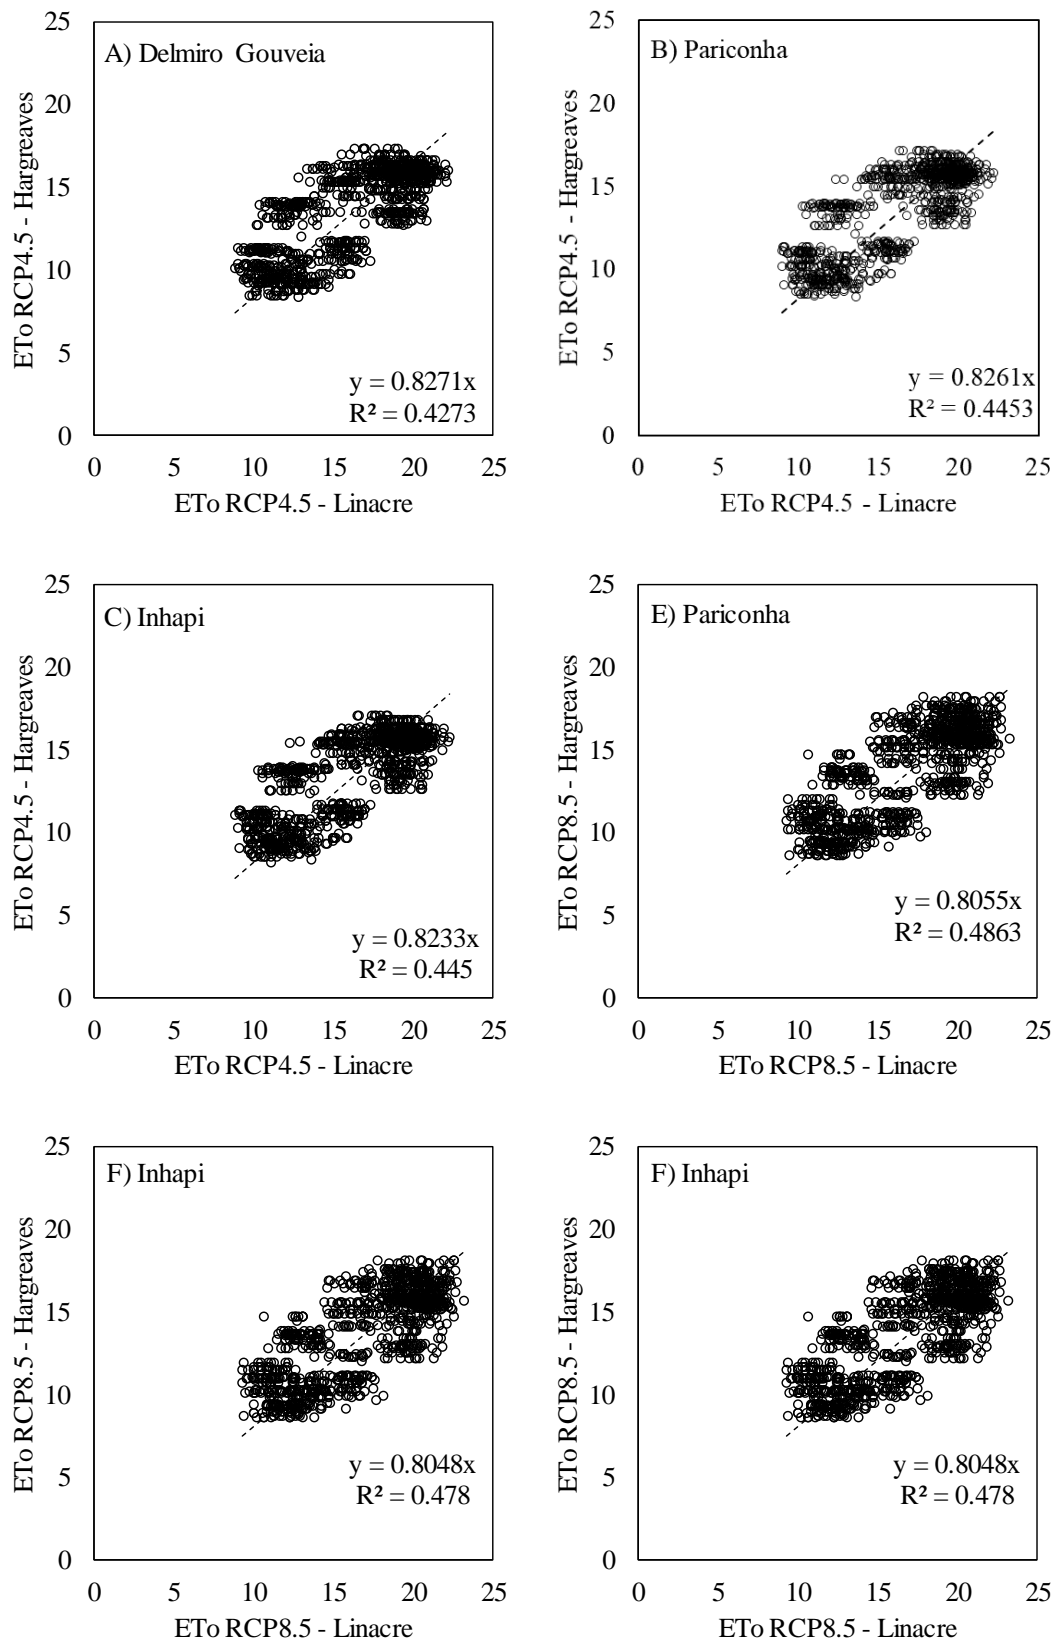 A) Delmiro Gouveia
25
20
15
10
5
0
ETo RCP4.5 - Hargreaves
y = 0.8271x
R² = 0.4273
0 5 10 15 20 25
ETo RCP4.5 - Linacre
B) Pariconha
25
20
15
10
5
0
ETo RCP4.5 - Hargreaves
y = 0.8261x
R² = 0.4453
0 5 10 15 20 25
ETo RCP4.5 - Linacre
C) Inhapi
25
20
15
10
5
0
ETo RCP4.5 - Hargreaves
y = 0.8233x
R² = 0.445
0 5 10 15 20 25
ETo RCP4.5 - Linacre
E) Pariconha
25
20
15
10
5
0
ETo RCP8.5 - Hargreaves
y = 0.8055x
R² = 0.4863
0 5 10 15 20 25
ETo RCP8.5 - Linacre
F) Inhapi
25
20
15
10
5
0
ETo RCP8.5 - Hargreaves
y = 0.8048x
R² = 0.478
0 5 10 15 20 25
ETo RCP8.5 - Linacre
F) Inhapi
25
20
15
10
5
0
ETo RCP8.5 - Hargreaves
y = 0.8048x
R² = 0.478
0 5 10 15 20 25
ETo RCP8.5 - Linacre